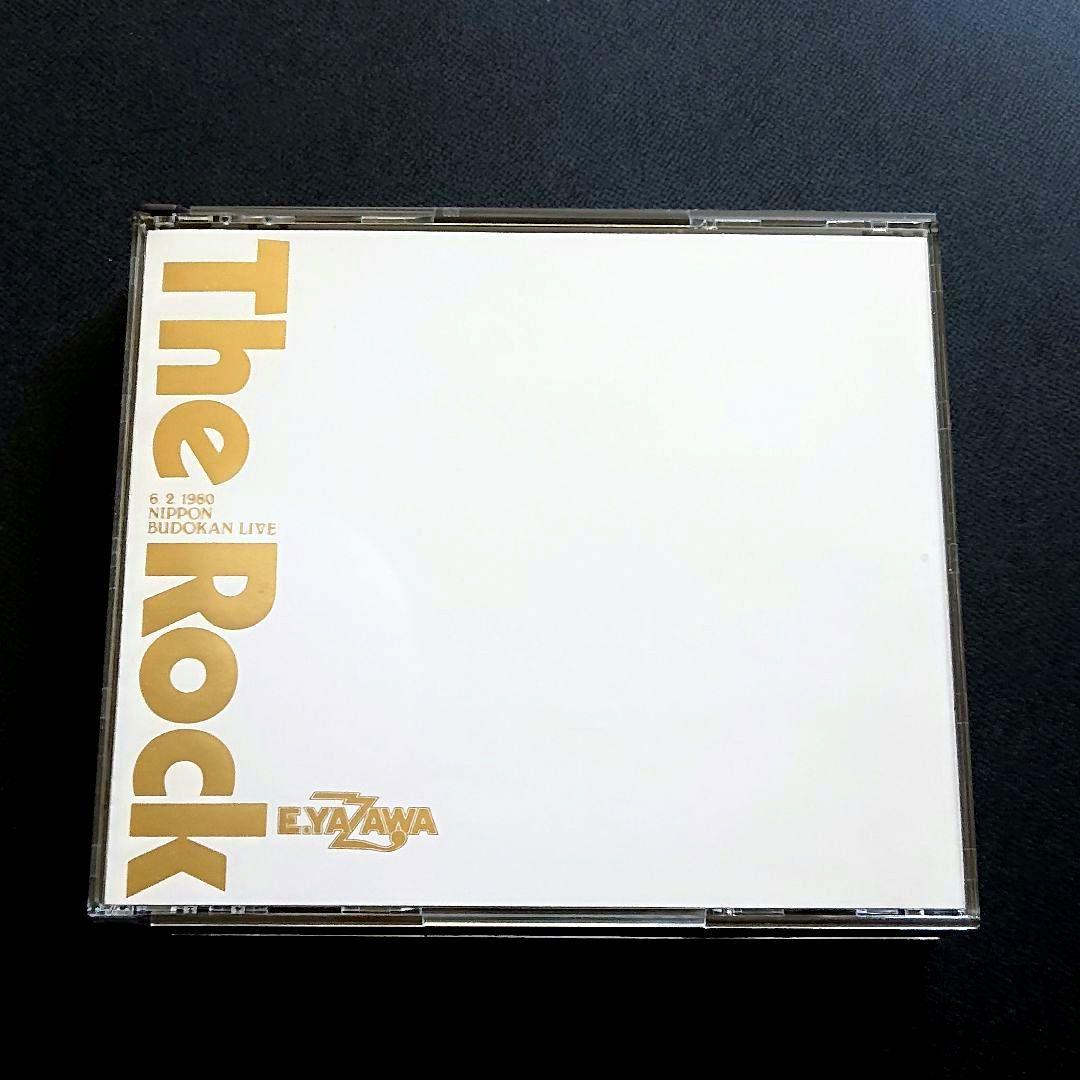 The Rock
6 2 1980
NIPPON
BUDOKAN LIVE
E.YAZAWA